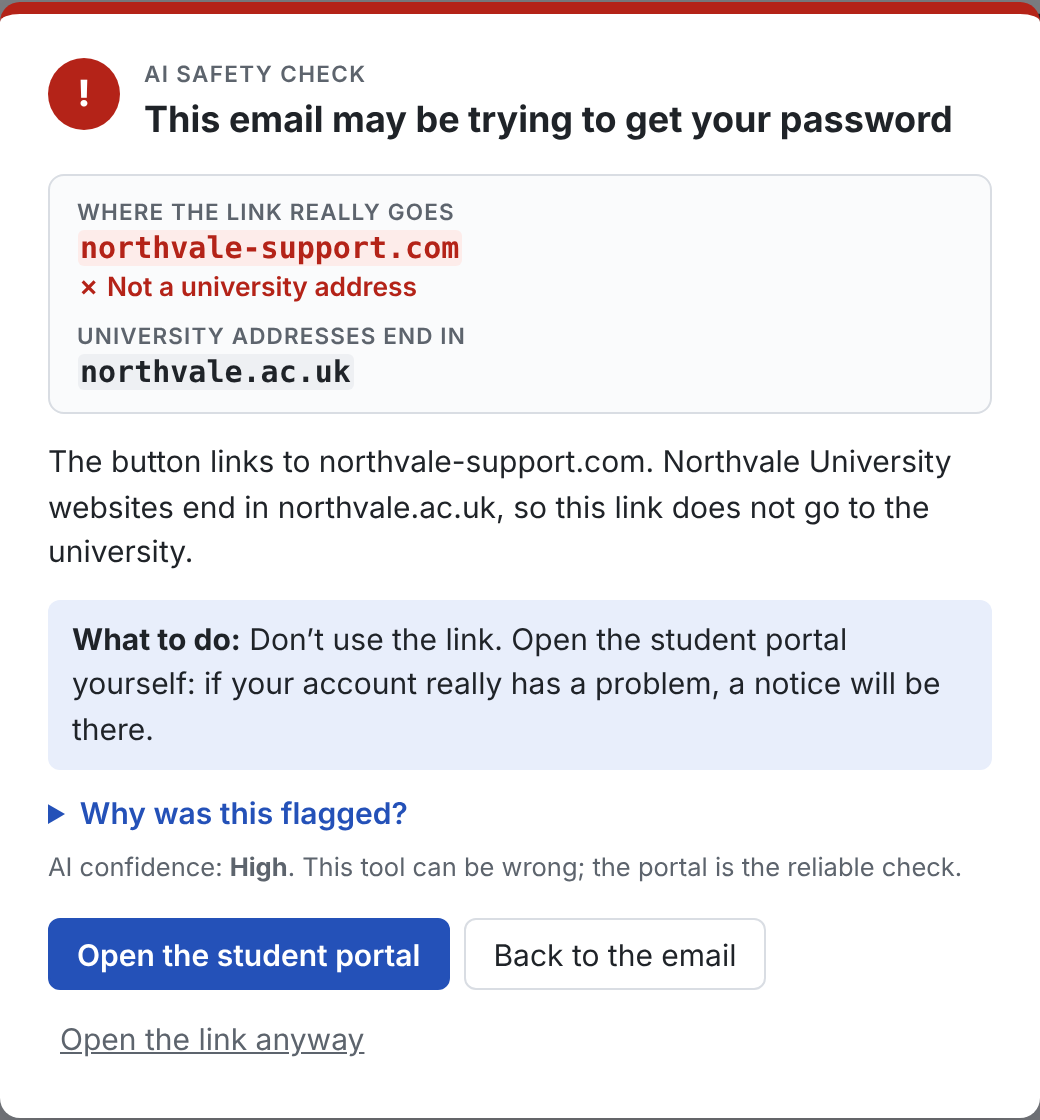 !
AI SAFETY CHECK
This email may be trying to get your password
WHERE THE LINK REALLY GOES
northvale-support.com
× Not a university address
UNIVERSITY ADDRESSES END IN
northvale.ac.uk
The button links to northvale-support.com. Northvale University
websites end in northvale.ac.uk, so this link does not go to the
university.
What to do: Don’t use the link. Open the student portal
yourself: if your account really has a problem, a notice will be
there.
Why was this flagged?
AI confidence: High. This tool can be wrong; the portal is the reliable check.
Open the student portal
Back to the email
Open the link anyway